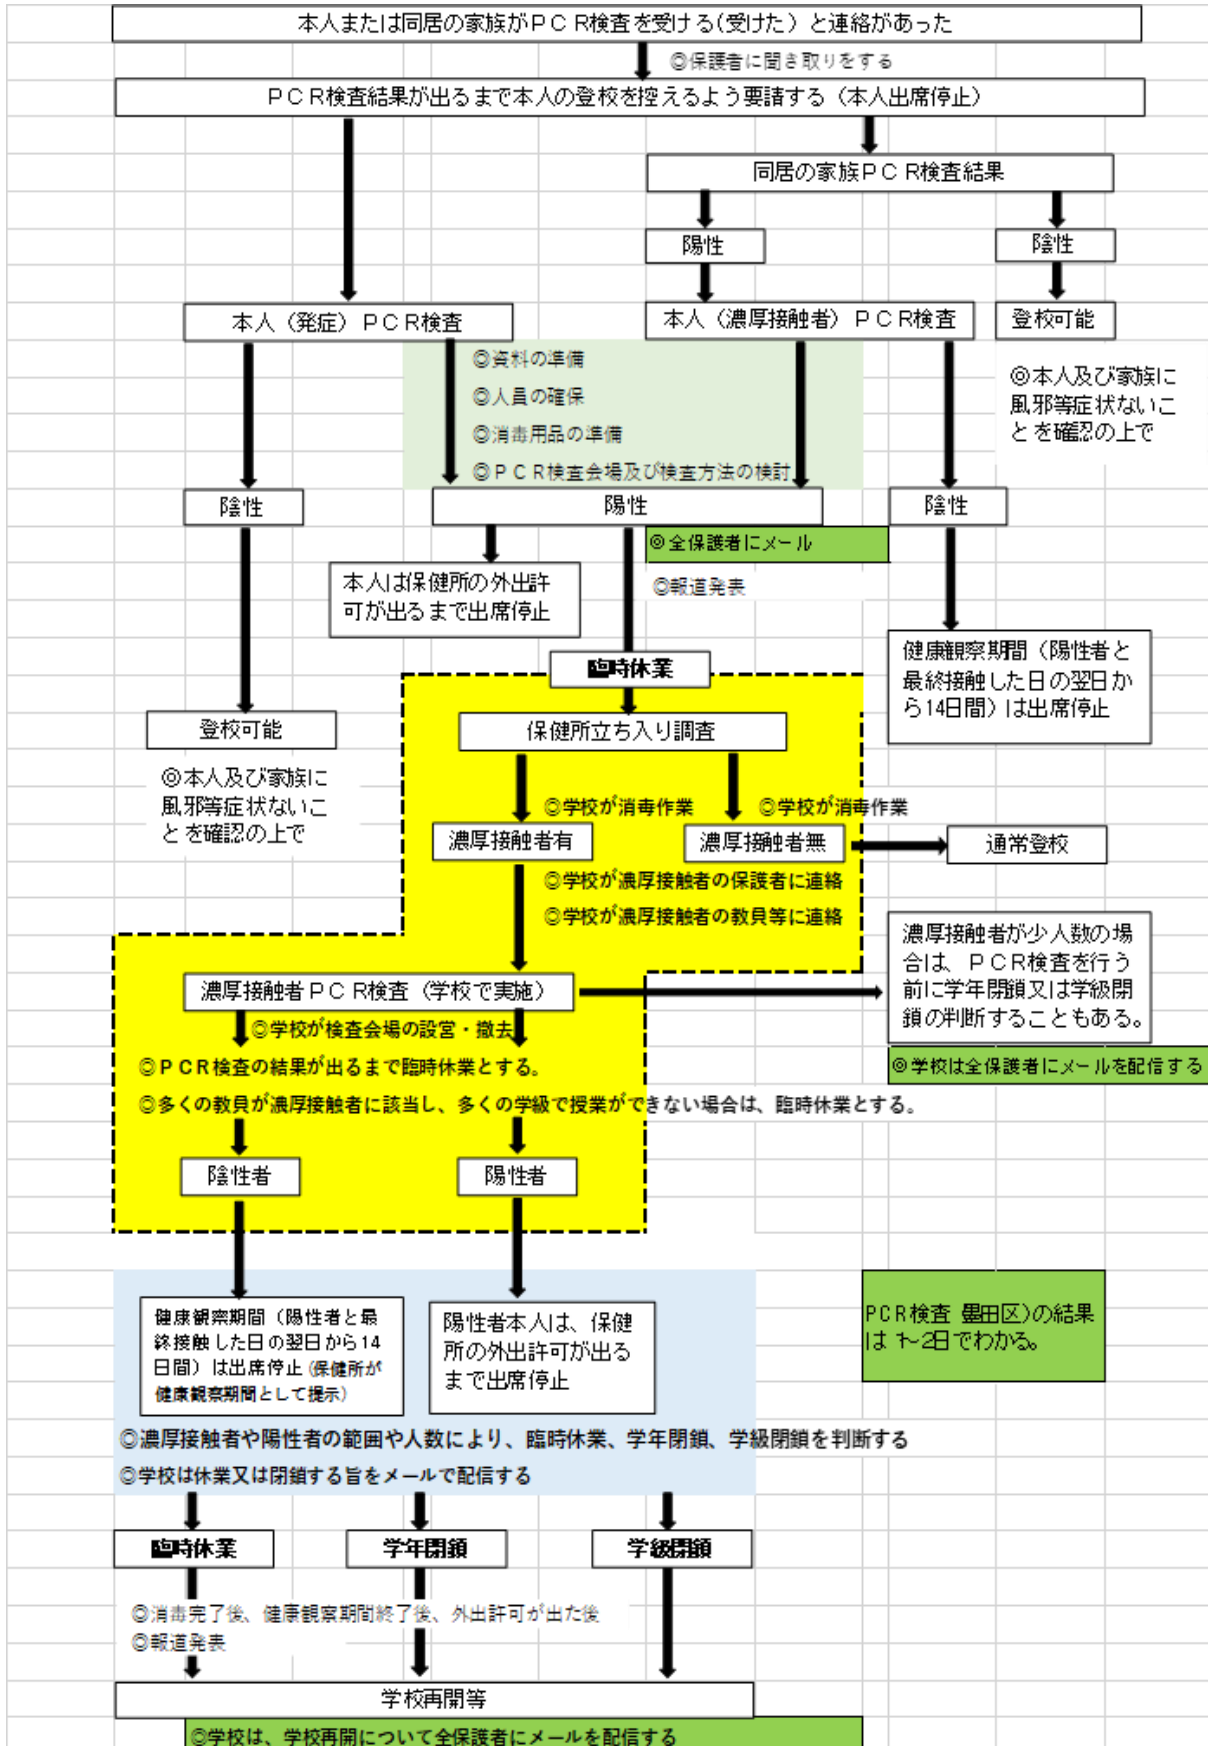 本人または同居の家族がPCR検査を受ける(受けた)と連絡があった
◎保護者に聞き取りをする
PCR検査結果が出るまで本人の登校を控えるよう要請する（本人出席停止）
同居の家族PCR検査結果
陽性
陰性
本人（発症）PCR検査
本人（濃厚接触者）PCR検査
登校可能
◎資料の準備
◎人員の確保
◎消毒用品の準備
◎PCR検査会場及び検査方法の検討
◎本人及び家族に
風邪等症状ないこ
とを確認の上で
陰性
陽性
陰性
◎全保護者にメール
◎報道発表
本人は保健所の外出許
可が出るまで出席停止
健康観察期間（陽性者と
最終接触した日の翌日か
ら14日間）は出席停止
臨時休業
登校可能
保健所立ち入り調査
◎本人及び家族に
風邪等症状ないこ
とを確認の上で
◎学校が消毒作業
◎学校が消毒作業
濃厚接触者有
濃厚接触者無
通常登校
◎学校が濃厚接触者の保護者に連絡
◎学校が濃厚接触者の教員等に連絡
濃厚接触者が少人数の場
合は、PCR検査を行う
前に学年閉鎖又は学級閉
鎖の判断することもある。
濃厚接触者PCR検査（学校で実施）
◎学校が検査会場の設営・撤去
◎PCR検査の結果が出るまで臨時休業とする。
◎学校は全保護者にメールを配信する
◎多くの教員が濃厚接触者に該当し、多くの学級で授業ができない場合は、臨時休業とする。
陰性者
陽性者
健康観察期間（陽性者と最
終接触した日の翌日から14
日間）は出席停止(保健所が
健康観察期間として提示)
陽性者本人は、保健
所の外出許可が出る
まで出席停止
PCR検査 墨田区)の結果
は 1~2日でわかる。
◎濃厚接触者や陽性者の範囲や人数により、臨時休業、学年閉鎖、学級閉鎖を判断する
◎学校は休業又は閉鎖する旨をメールで配信する
臨時休業
学年閉鎖
学級閉鎖
◎消毒完了後、健康観察期間終了後、外出許可が出た後
◎報道発表
学校再開等
◎学校は、学校再開について全保護者にメールを配信する